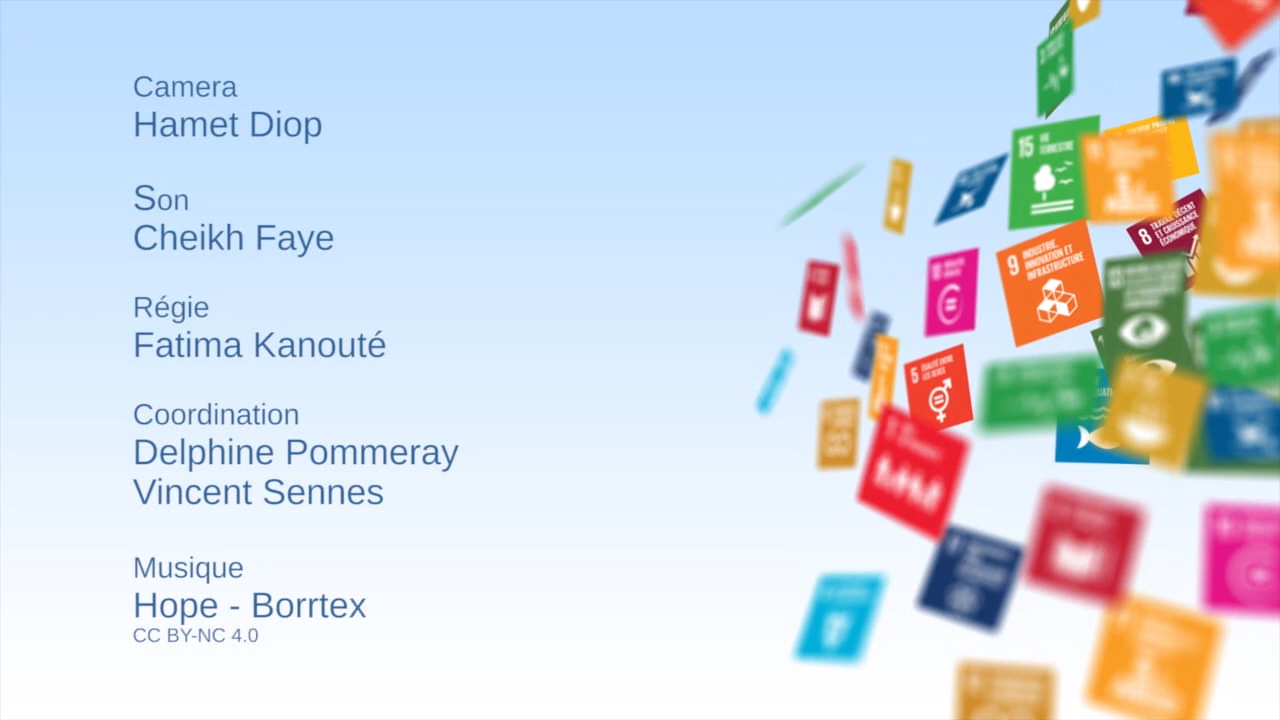 Camera
Hamet Diop
Son
Cheikh Faye
Régie
Fatima Kanouté
Coordination
Delphine Pommeray
Vincent Sennes
Musique
Hope - Borrtex
CC BY-NC 4.0
15 VIE
TERRESTRE
8 TRAVAIL DÉCENT
ET CROISSANCE
ÉCONOMIQUE
9 INDUSTRIE,
INNOVATION ET
INFRASTRUCTURE
5 ÉGALITÉ ENTRE
LES SEXES